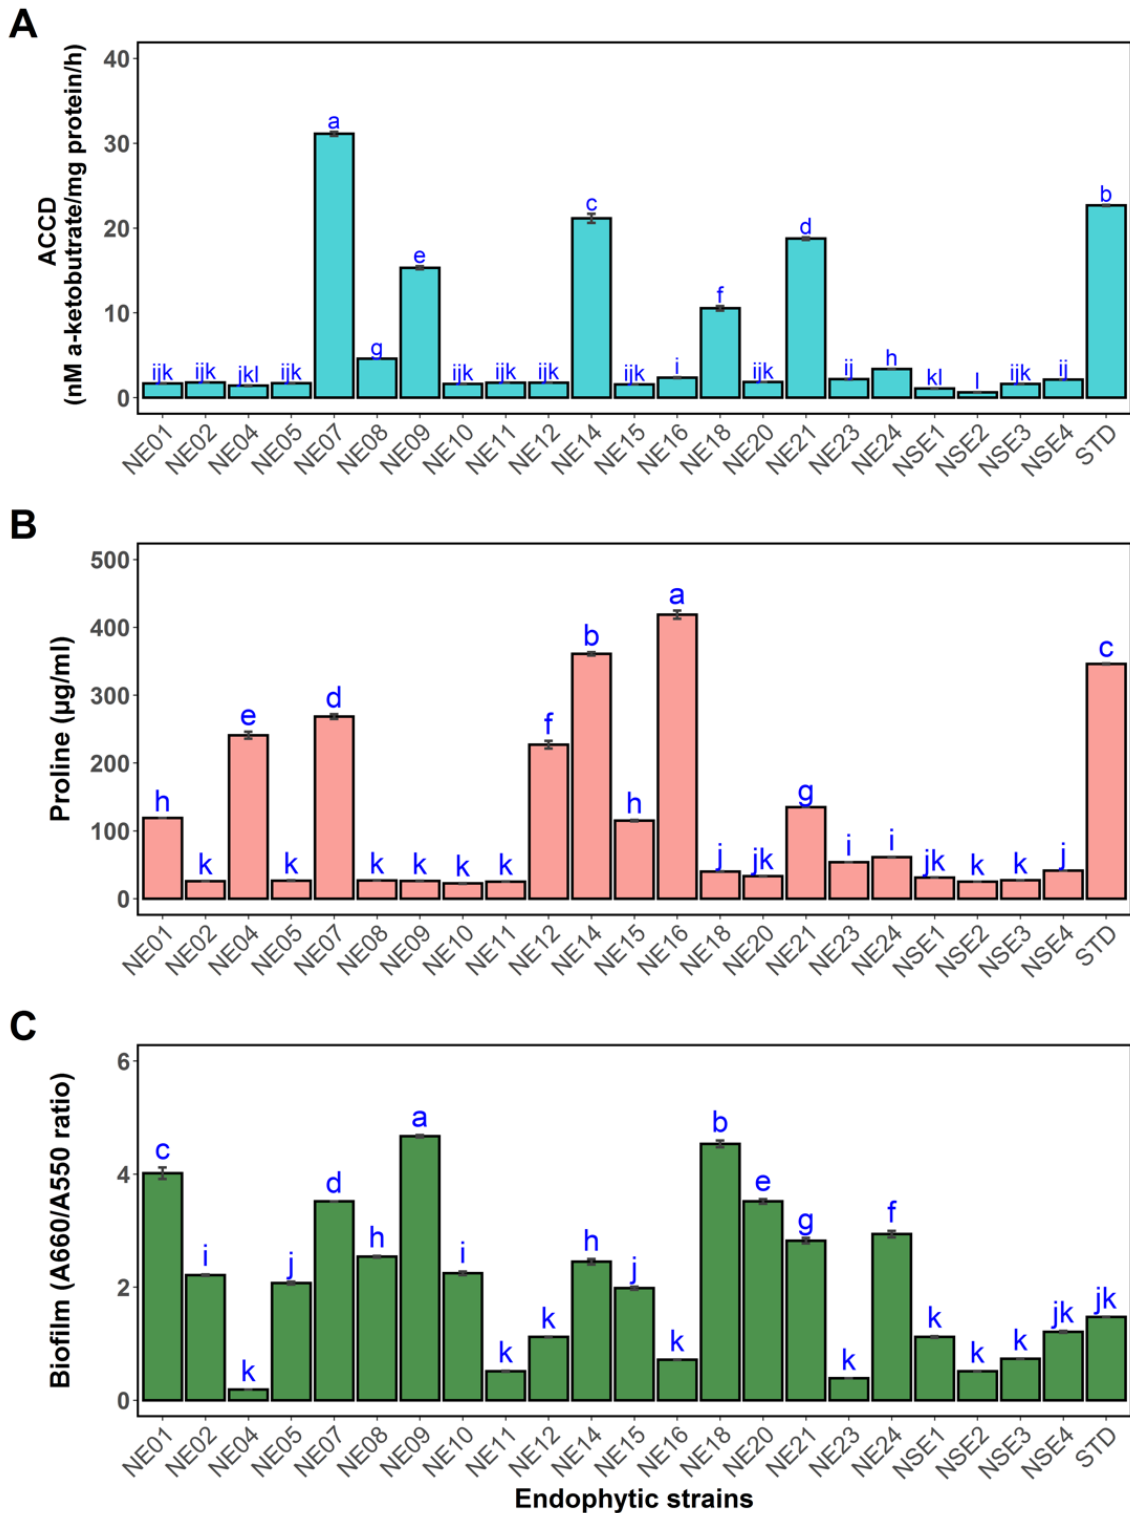 A
ACCD
(nM a-ketobutrate/mg protein/h)
40
30
20
10
0
ijk ijk jkl ijk a g e ijk ijk ijk c ijk i f ijk d ij h kl l ijk ij b
NE01 NE02 NE04 NE05 NE07 NE08 NE09 NE10 NE11 NE12 NE14 NE15 NE16 NE18 NE20 NE21 NE23 NE24 NSE1 NSE2 NSE3 NSE4 STD
B
Proline (µg/ml)
500
400
300
200
100
0
h k e k d k k k k f b h a j jk g i i jk k k j c
NE01 NE02 NE04 NE05 NE07 NE08 NE09 NE10 NE11 NE12 NE14 NE15 NE16 NE18 NE20 NE21 NE23 NE24 NSE1 NSE2 NSE3 NSE4 STD
C
Biofilm (A660/A550 ratio)
6
4
2
0
c i k j d h a i k k h j k b e g k f k k k jk jk
NE01 NE02 NE04 NE05 NE07 NE08 NE09 NE10 NE11 NE12 NE14 NE15 NE16 NE18 NE20 NE21 NE23 NE24 NSE1 NSE2 NSE3 NSE4 STD
Endophytic strains